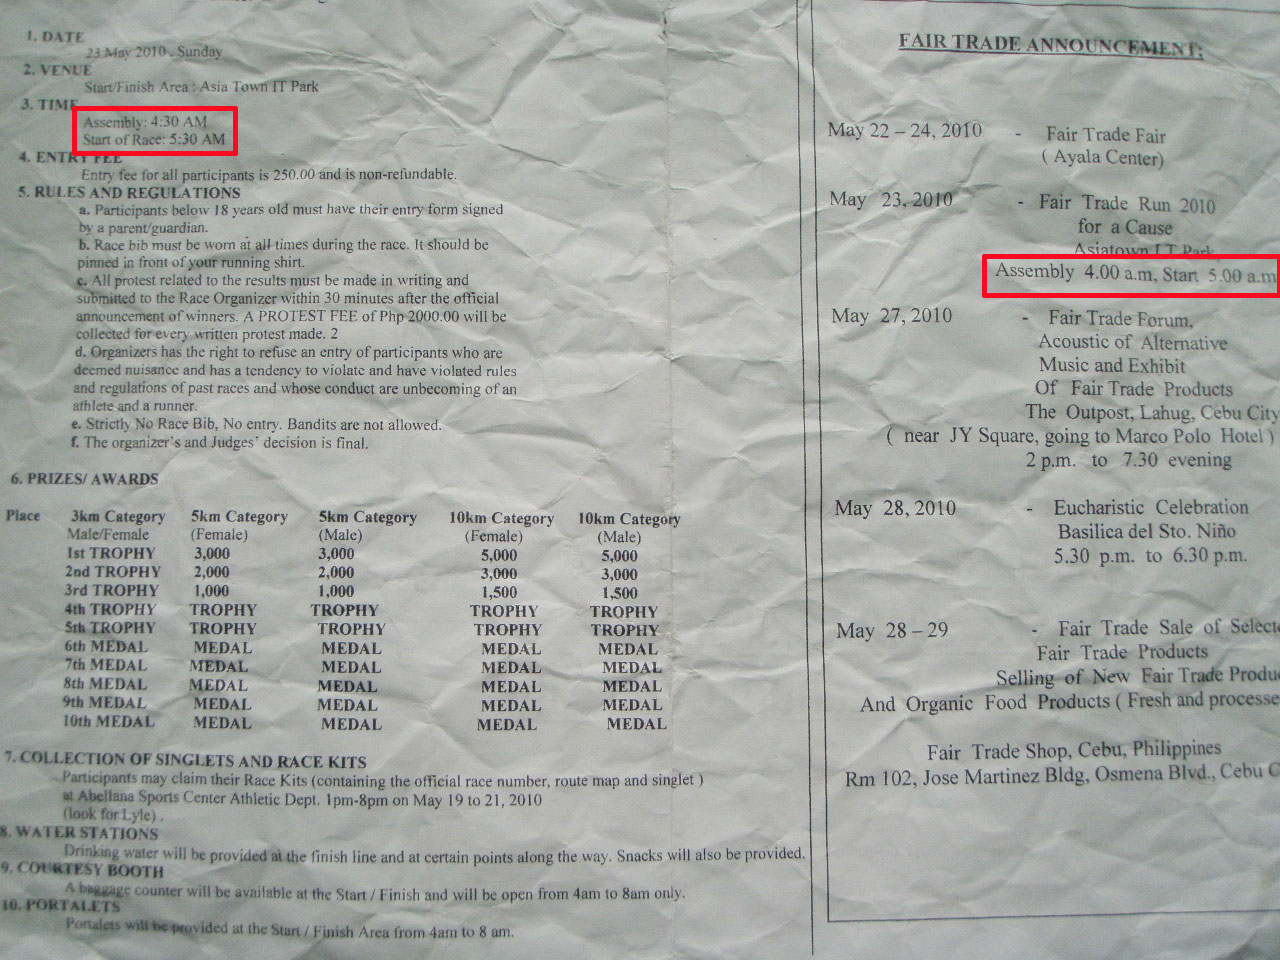 1. DATE
23 May 2010 . Sunday
2. VENUE
Start/Finish Area : Asia Town IT Park
3. TIME
Assembly: 4:30 AM
Start of Race: 5:30 AM
4. ENTRY FEE
Entry fee for all participants is 250.00 and is non-refundable.
5. RULES AND REGULATIONS
a. Participants below 18 years old must have their entry form signed
by a parent/guardian.
b. Race bib must be worn at all times during the race. It should be
pinned in front of your running shirt.
c. All protest related to the results must be made in writing and
submitted to the Race Organizer within 30 minutes after the official
announcement of winners. A PROTEST FEE of Php 2000.00 will be
collected for every written protest made. 2
d. Organizers has the right to refuse an entry of participants who are
deemed nuisance and has a tendency to violate and have violated rules
and regulations of past races and whose conduct are unbecoming of an
athlete and a runner.
e. Strictly No Race Bib, No entry. Bandits are not allowed.
f. The organizer's and Judges' decision is final.
6. PRIZES/ AWARDS
Place 3km Category 5km Category 5km Category 10km Category 10km Category
Male/Female (Female) (Male) (Female) (Male)
1st TROPHY 3,000 3,000 5,000 5,000
2nd TROPHY 2,000 2,000 3,000 3,000
3rd TROPHY 1,000 1,000 1,500 1,500
4th TROPHY TROPHY TROPHY TROPHY TROPHY
5th TROPHY TROPHY TROPHY TROPHY TROPHY
6th MEDAL MEDAL MEDAL MEDAL MEDAL
7th MEDAL MEDAL MEDAL MEDAL MEDAL
8th MEDAL MEDAL MEDAL MEDAL MEDAL
9th MEDAL MEDAL MEDAL MEDAL MEDAL
10th MEDAL MEDAL MEDAL MEDAL MEDAL
7. COLLECTION OF SINGLETS AND RACE KITS
Participants may claim their Race Kits (containing the official race number, route map and singlet )
at Abellana Sports Center Athletic Dept. 1pm-8pm on May 19 to 21, 2010
(look for Lyle) .
8. WATER STATIONS
Drinking water will be provided at the finish line and at certain points along the way. Snacks will also be provided.
9. COURTESY BOOTH
A baggage counter will be available at the Start / Finish and will be open from 4am to 8am only.
10. PORTALETS
Portalets will be provided at the Start / Finish Area from 4am to 8 am.
FAIR TRADE ANNOUNCEMENT:
May 22 – 24, 2010 - Fair Trade Fair
( Ayala Center)
May 23, 2010 - Fair Trade Run 2010
for a Cause
Asiatown I.T Park,
Assembly 4.00 a.m, Start 5.00 a.m
May 27, 2010 - Fair Trade Forum,
Acoustic of Alternative
Music and Exhibit
Of Fair Trade Products
The Outpost, Lahug, Cebu City
( near JY Square, going to Marco Polo Hotel )
2 p.m. to 7.30 evening
May 28, 2010 - Eucharistic Celebration
Basilica del Sto. Niño
5.30 p.m. to 6.30 p.m.
May 28 – 29 - Fair Trade Sale of Selecte
Fair Trade Products
Selling of New Fair Trade Produc
And Organic Food Products ( Fresh and processe
Fair Trade Shop, Cebu, Philippines
Rm 102, Jose Martinez Bldg, Osmena Blvd., Cebu C